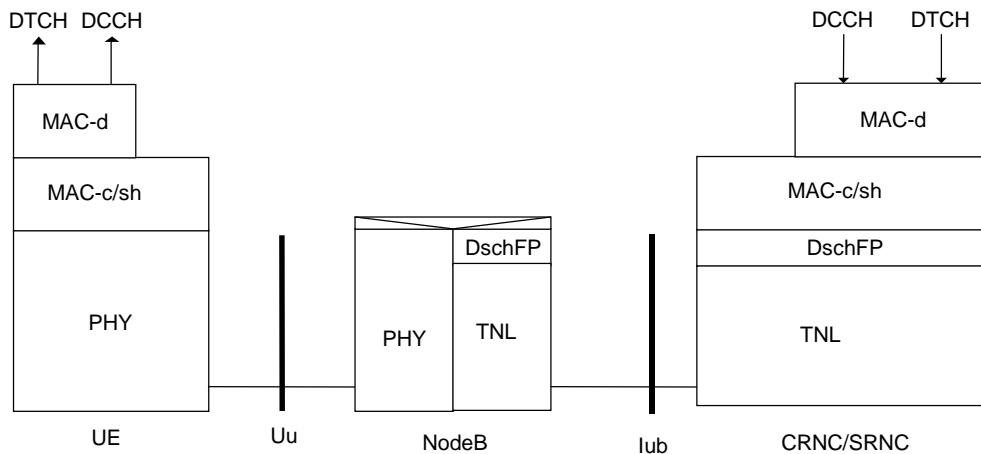 DTCH DCCH
DCCH DTCH
MAC-d
MAC-d
MAC-c/sh
MAC-c/sh
DschFP
DschFP
PHY
PHY
TNL
TNL
UE
Uu
NodeB
Iub
CRNC/SRNC